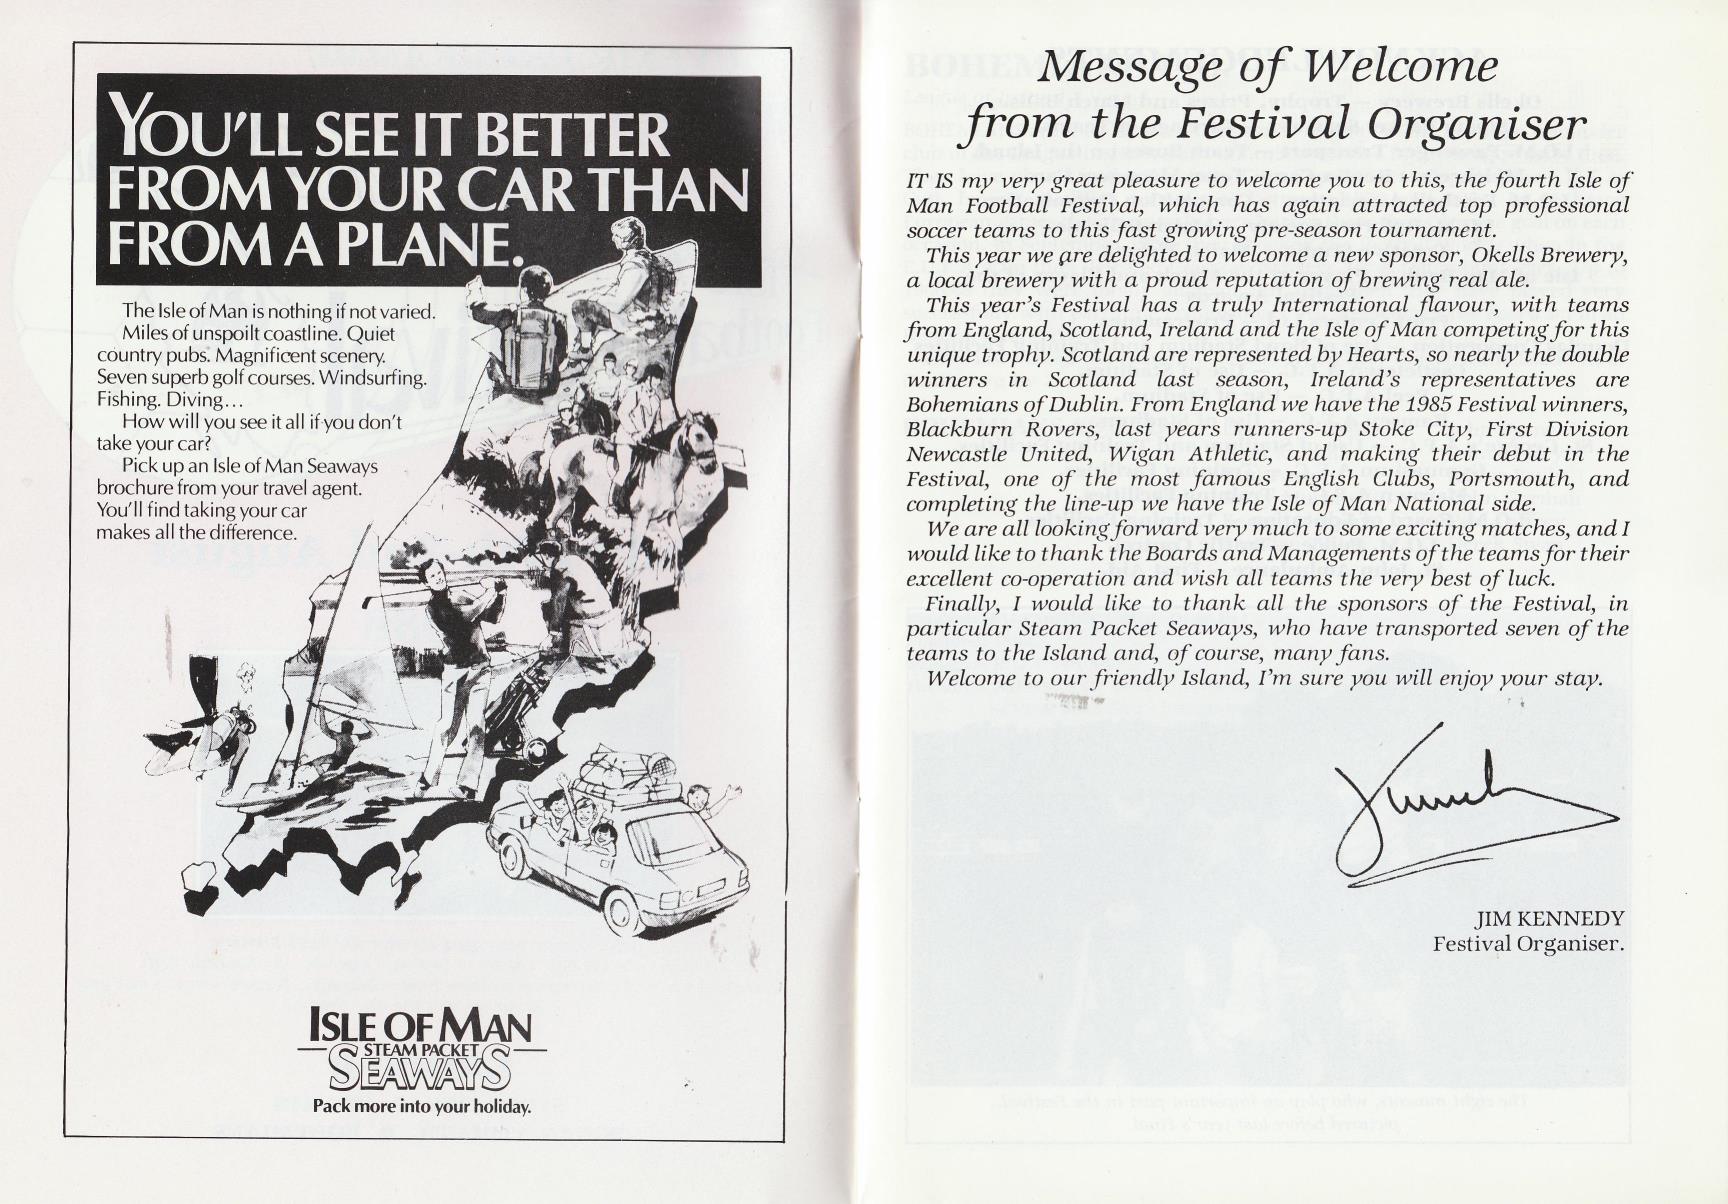 YOU'LL SEE IT BETTER
FROM YOUR CAR THAN
FROM A PLANE.
The Isle of Man is nothing if not varied.
Miles of unspoilt coastline. Quiet
country pubs. Magnificent scenery.
Seven superb golf courses. Windsurfing.
Fishing. Diving...
How will you see it all if you don't
take your car?
Pick up an Isle of Man Seaways
brochure from your travel agent.
You'll find taking your car
makes all the difference.
ISLE OF MAN
STEAM PACKET
SEAWAYS
Pack more into your holiday.
Message of Welcome
from the Festival Organiser
IT IS my very great pleasure to welcome you to this, the fourth Isle of
Man Football Festival, which has again attracted top professional
soccer teams to this fast growing pre-season tournament.
This year we are delighted to welcome a new sponsor, Okells Brewery,
a local brewery with a proud reputation of brewing real ale.
This year's Festival has a truly International flavour, with teams
from England, Scotland, Ireland and the Isle of Man competing for this
unique trophy. Scotland are represented by Hearts, so nearly the double
winners in Scotland last season, Ireland's representatives are
Bohemians of Dublin. From England we have the 1985 Festival winners,
Blackburn Rovers, last years runners-up Stoke City, First Division
Newcastle United, Wigan Athletic, and making their debut in the
Festival, one of the most famous English Clubs, Portsmouth, and
completing the line-up we have the Isle of Man National side.
We are all looking forward very much to some exciting matches, and I
would like to thank the Boards and Managements of the teams for their
excellent co-operation and wish all teams the very best of luck.
Finally, I would like to thank all the sponsors of the Festival, in
particular Steam Packet Seaways, who have transported seven of the
teams to the Island and, of course, many fans.
Welcome to our friendly Island, I'm sure you will enjoy your stay.
JIM KENNEDY
Festival Organiser.